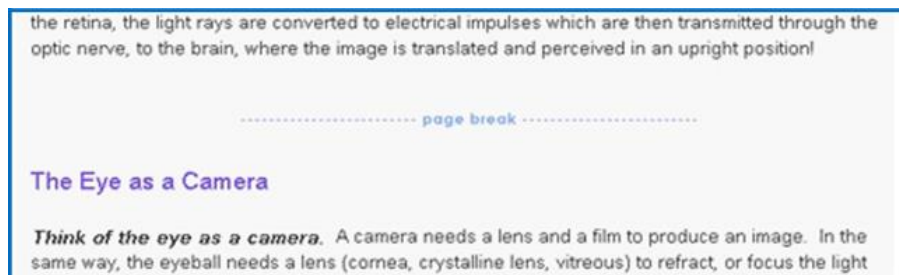 the retina, the light rays are converted to electrical impulses which are then transmitted through the
optic nerve, to the brain, where the image is translated and perceived in an upright position!
------------------------- page break -------------------------
The Eye as a Camera
Think of the eye as a camera. A camera needs a lens and a film to produce an image. In the
same way, the eyeball needs a lens (cornea, crystalline lens, vitreous) to refract, or focus the light